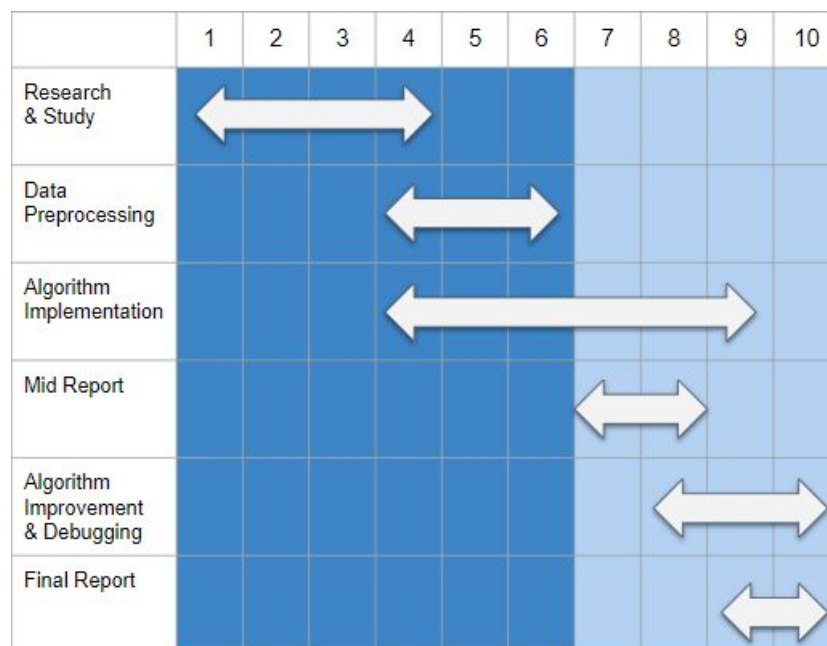 1 2 3 4 5 6 7 8 9 10
Research
& Study
Data
Preprocessing
Algorithm
Implementation
Mid Report
Algorithm
Improvement
& Debugging
Final Report